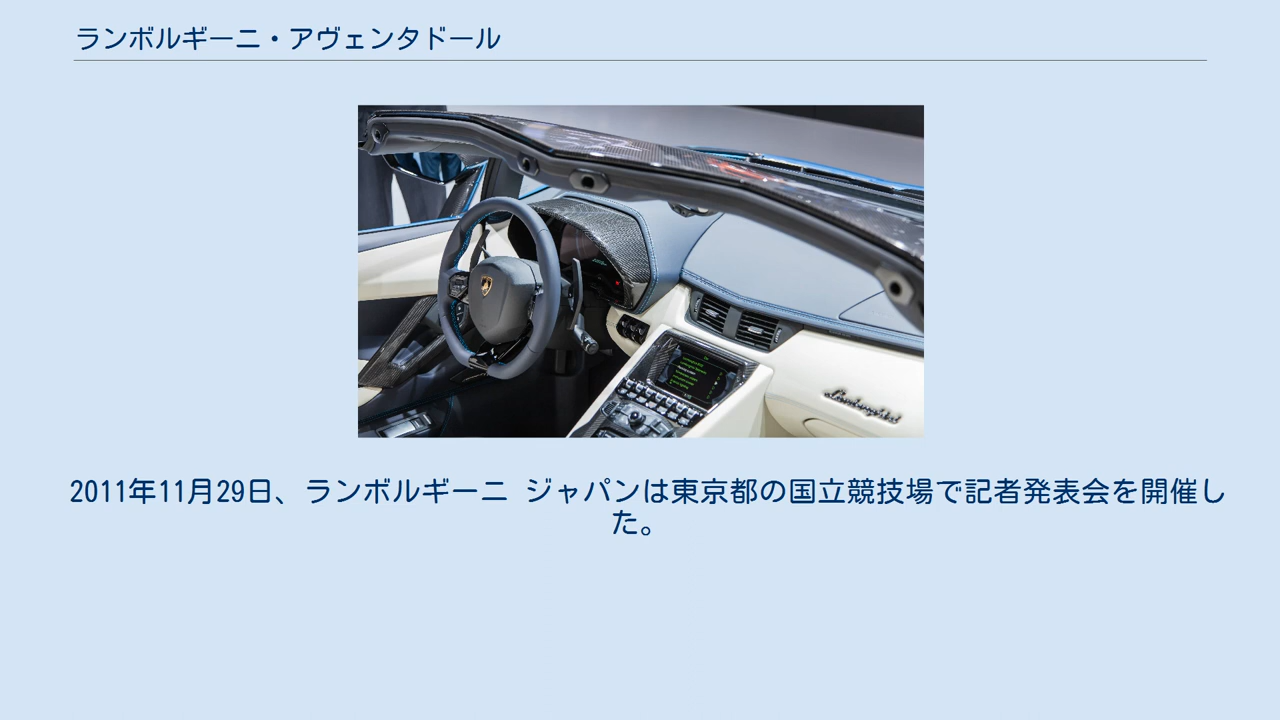 ランボルギーニ・アヴェンタドール
Lamborghini
2011年11月29日、ランボルギーニ ジャパンは東京都の国立競技場で記者発表会を開催し
た。